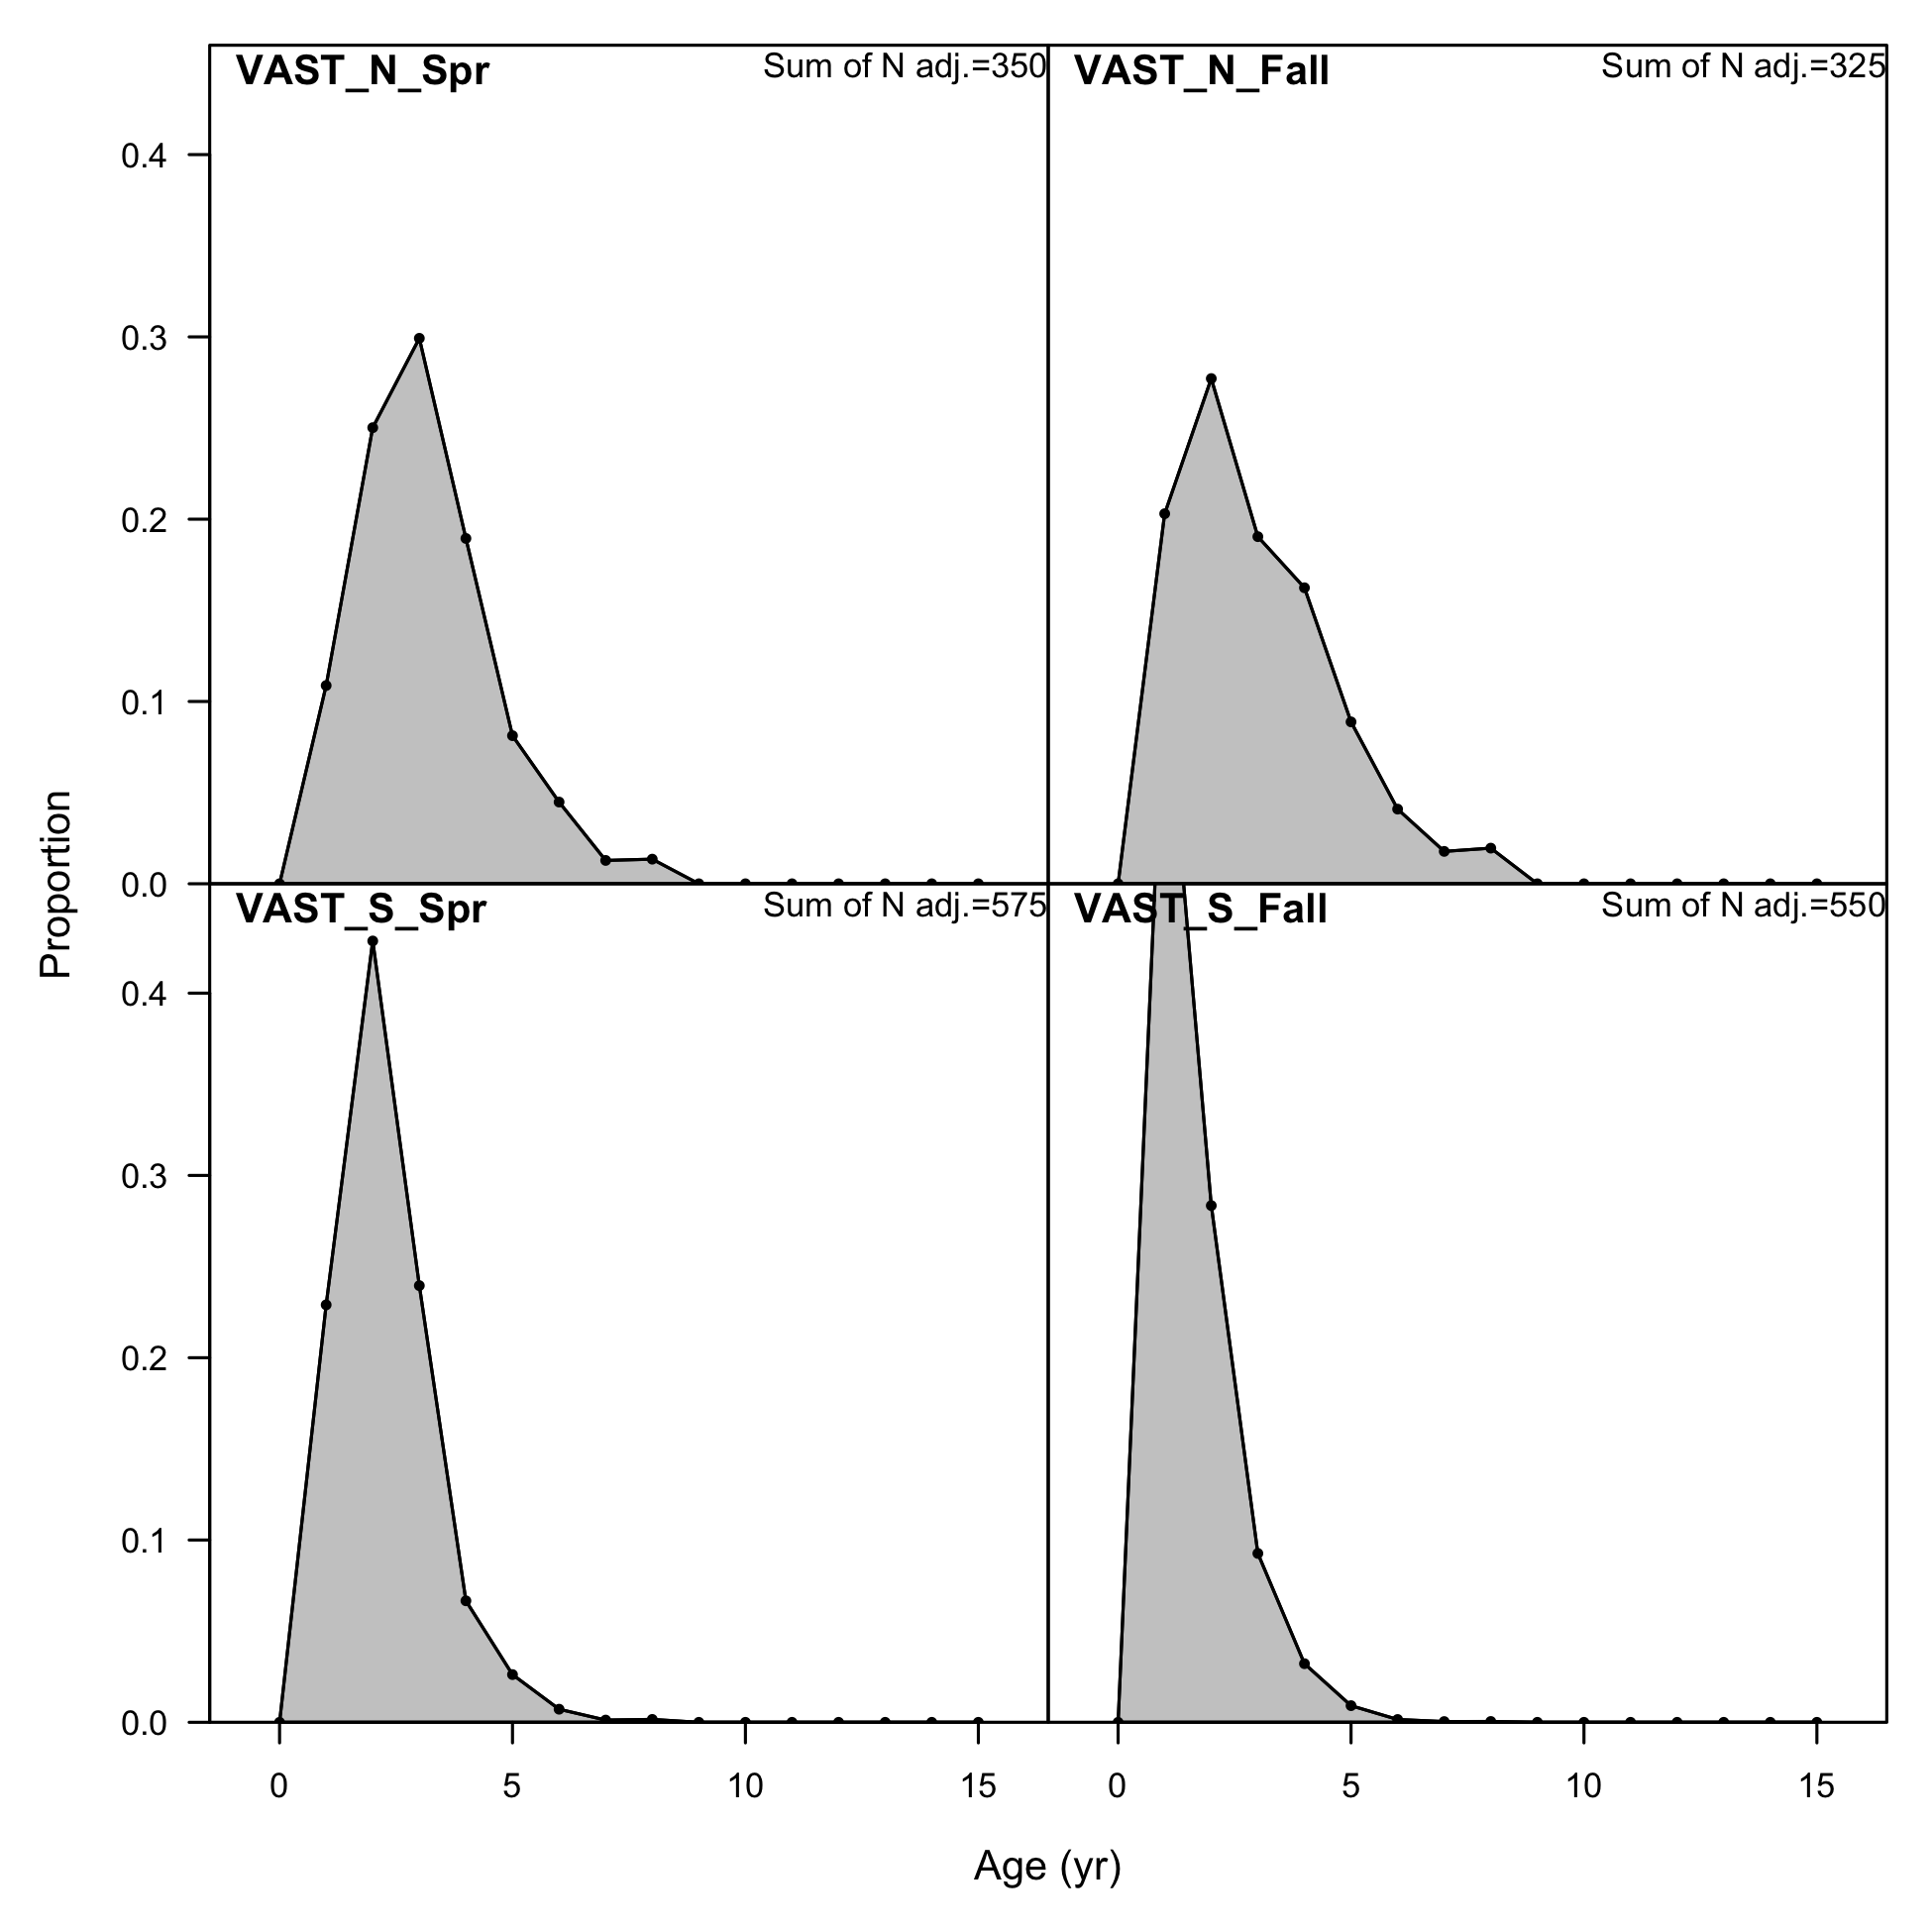 VAST_N_Spr
Sum of N adj.=350
VAST_N_Fall
Sum of N adj.=325
0.4
0.3
0.2
0.1
0.0
VAST_S_Spr
Sum of N adj.=575
VAST_S_Fall
Sum of N adj.=550
0.4
0.3
0.2
0.1
0.0
Proportion
0 5 10 15
0 5 10 15
Age (yr)